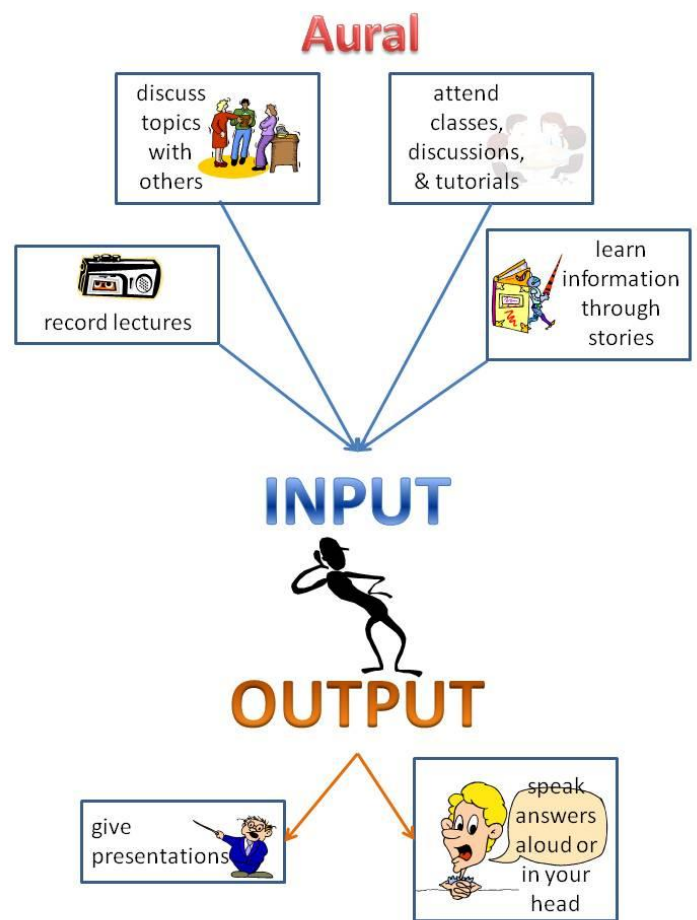 Aural
discuss
topics
with
others
attend
classes,
discussions,
& tutorials
record lectures
learn
information
through
stories
INPUT
OUTPUT
give
presentations
speak
answers
aloud or
in your
head